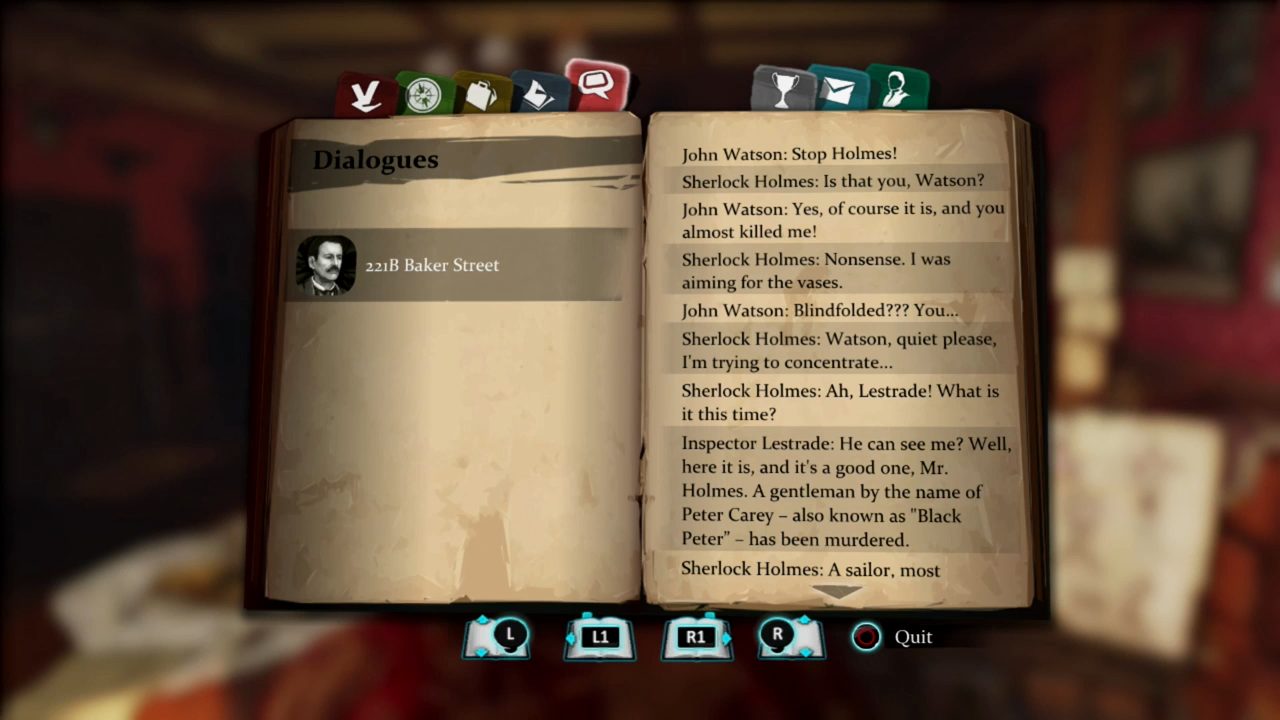 Dialogues
221B Baker Street
John Watson: Stop Holmes!
Sherlock Holmes: Is that you, Watson?
John Watson: Yes, of course it is, and you
almost killed me!
Sherlock Holmes: Nonsense. I was
aiming for the vases.
John Watson: Blindfolded??? You...
Sherlock Holmes: Watson, quiet please,
I'm trying to concentrate...
Sherlock Holmes: Ah, Lestrade! What is
it this time?
Inspector Lestrade: He can see me? Well,
here it is, and it's a good one, Mr.
Holmes. A gentleman by the name of
Peter Carey – also known as "Black
Peter” – has been murdered.
Sherlock Holmes: A sailor, most
L
L1
R1
R
Quit